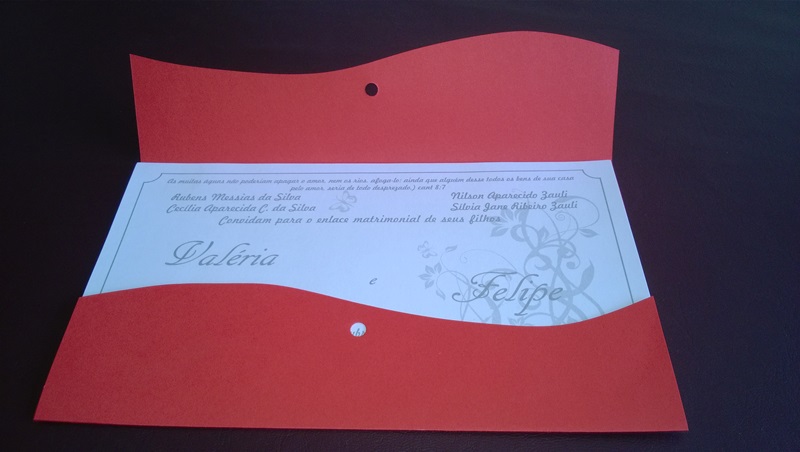 As muitas águas não poderiam apagar o amor, nem os rios, afoga-lo; ainda que alguém desse todos os bens de sua casa
pelo amor, seria de todo desprezado.) cant 8:7
Rubens Messias da Silva
Nilson Aparecido Zauli
Cecília Aparecida C. da Silva
Silvia Jane Ribeiro Zauli
Convidam para o enlace matrimonial de seus filhos
Valéria
e
Felipe